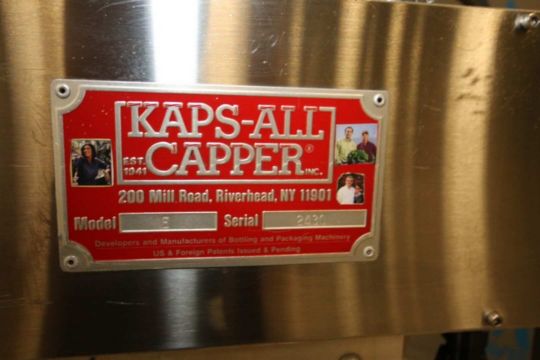 KAPS-ALL
EST. 1941 CAPPER® INC.
200 Mill Road, Riverhead, NY 11901
Model E Serial
Developers and Manufacturers of Bottling and Packaging Machinery
US & Foreign Patents Issued & Pending